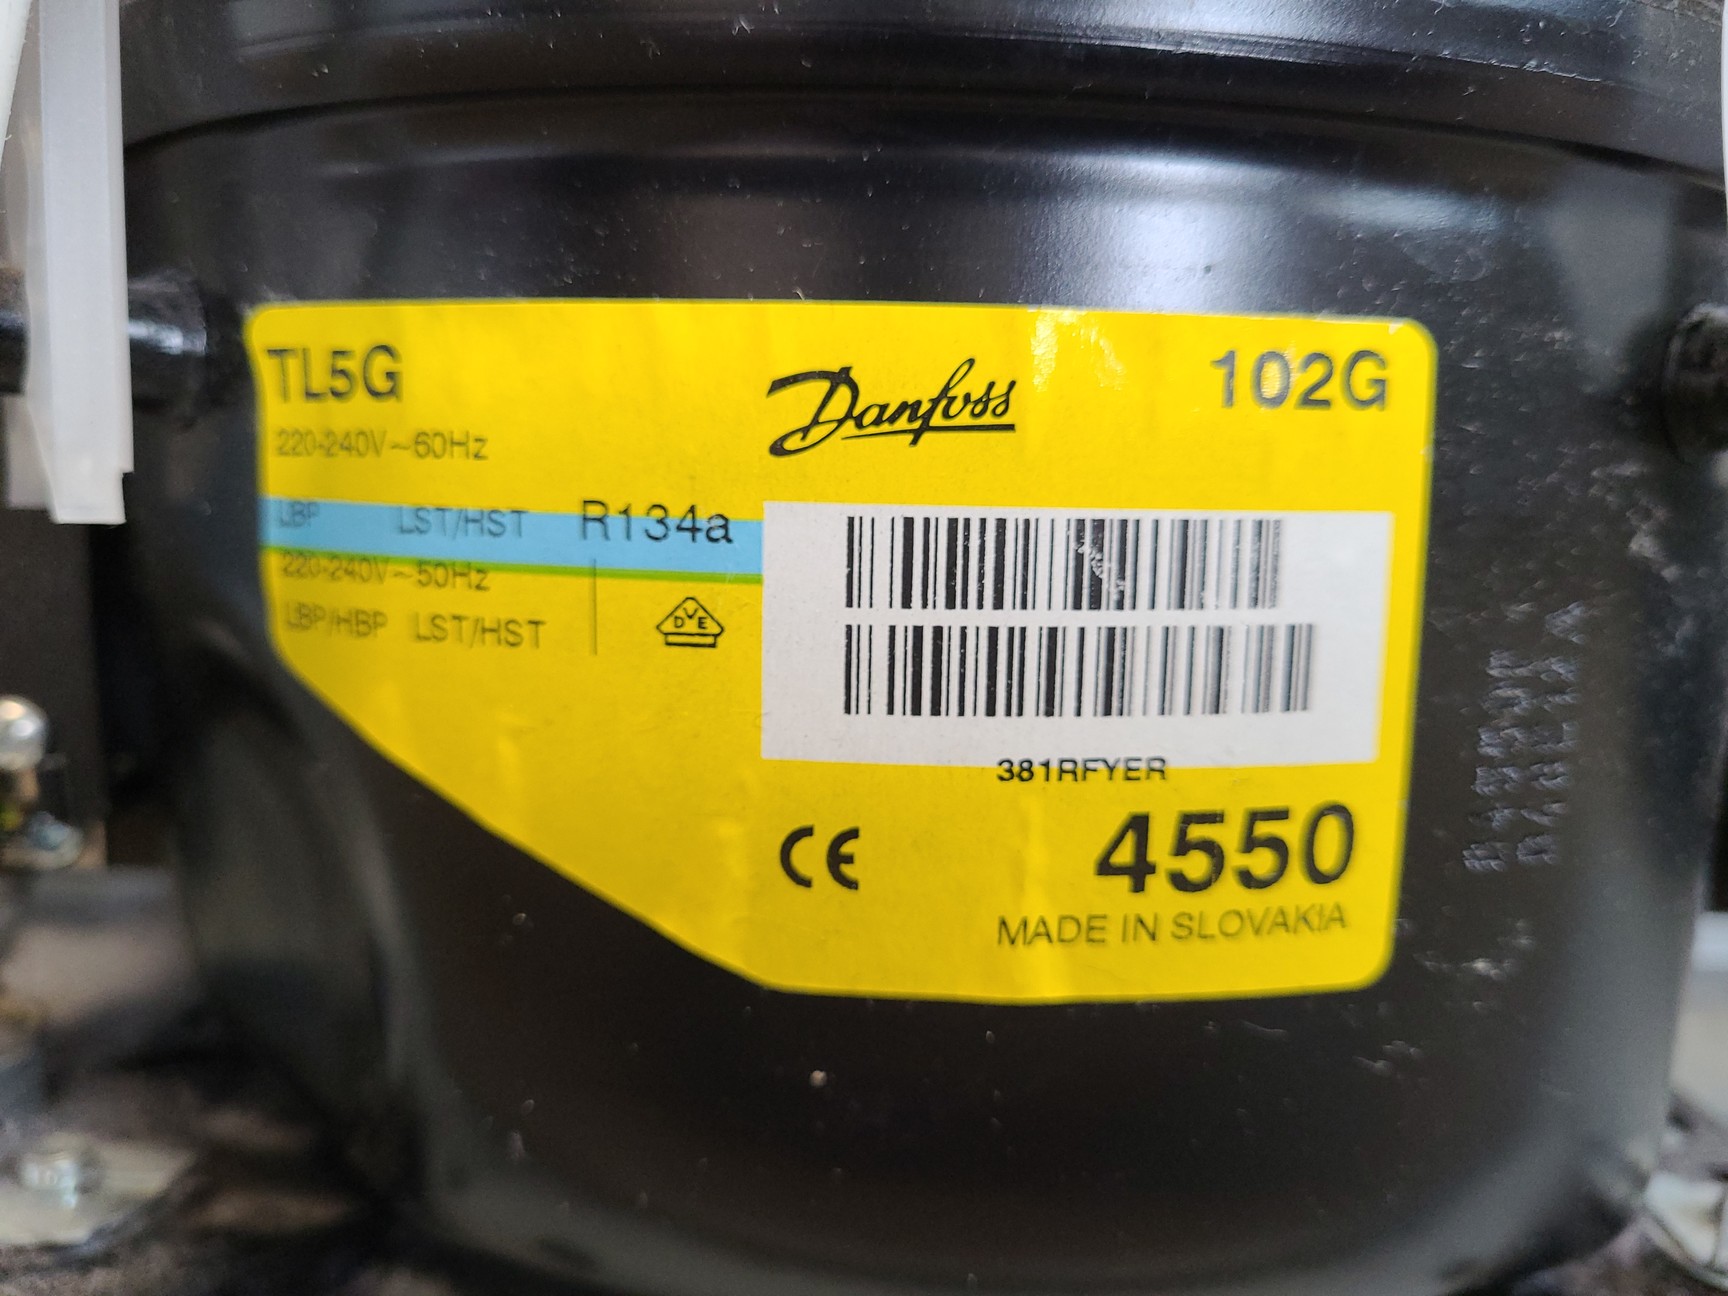 TL5G
Danfoss
102G
220-240V~60Hz
LBP LST/HST R134a
220-240V~50Hz
LBP/HBP LST/HST
DVE
381RFYER
CE
4550
MADE IN SLOVAKIA